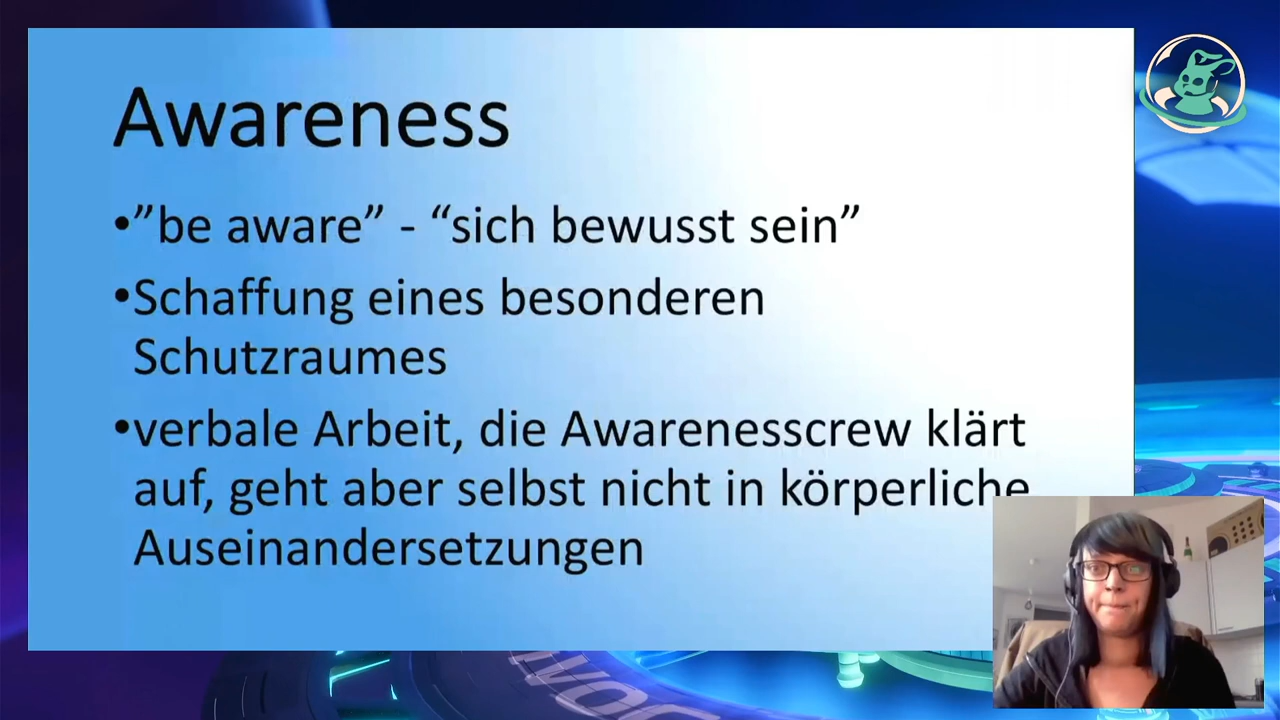 Awareness
•”be aware” - “sich bewusst sein”
•Schaffung eines besonderen
Schutzraumes
•verbale Arbeit, die Awarenesscrew klärt
auf, geht aber selbst nicht in körperliche
Auseinandersetzungen